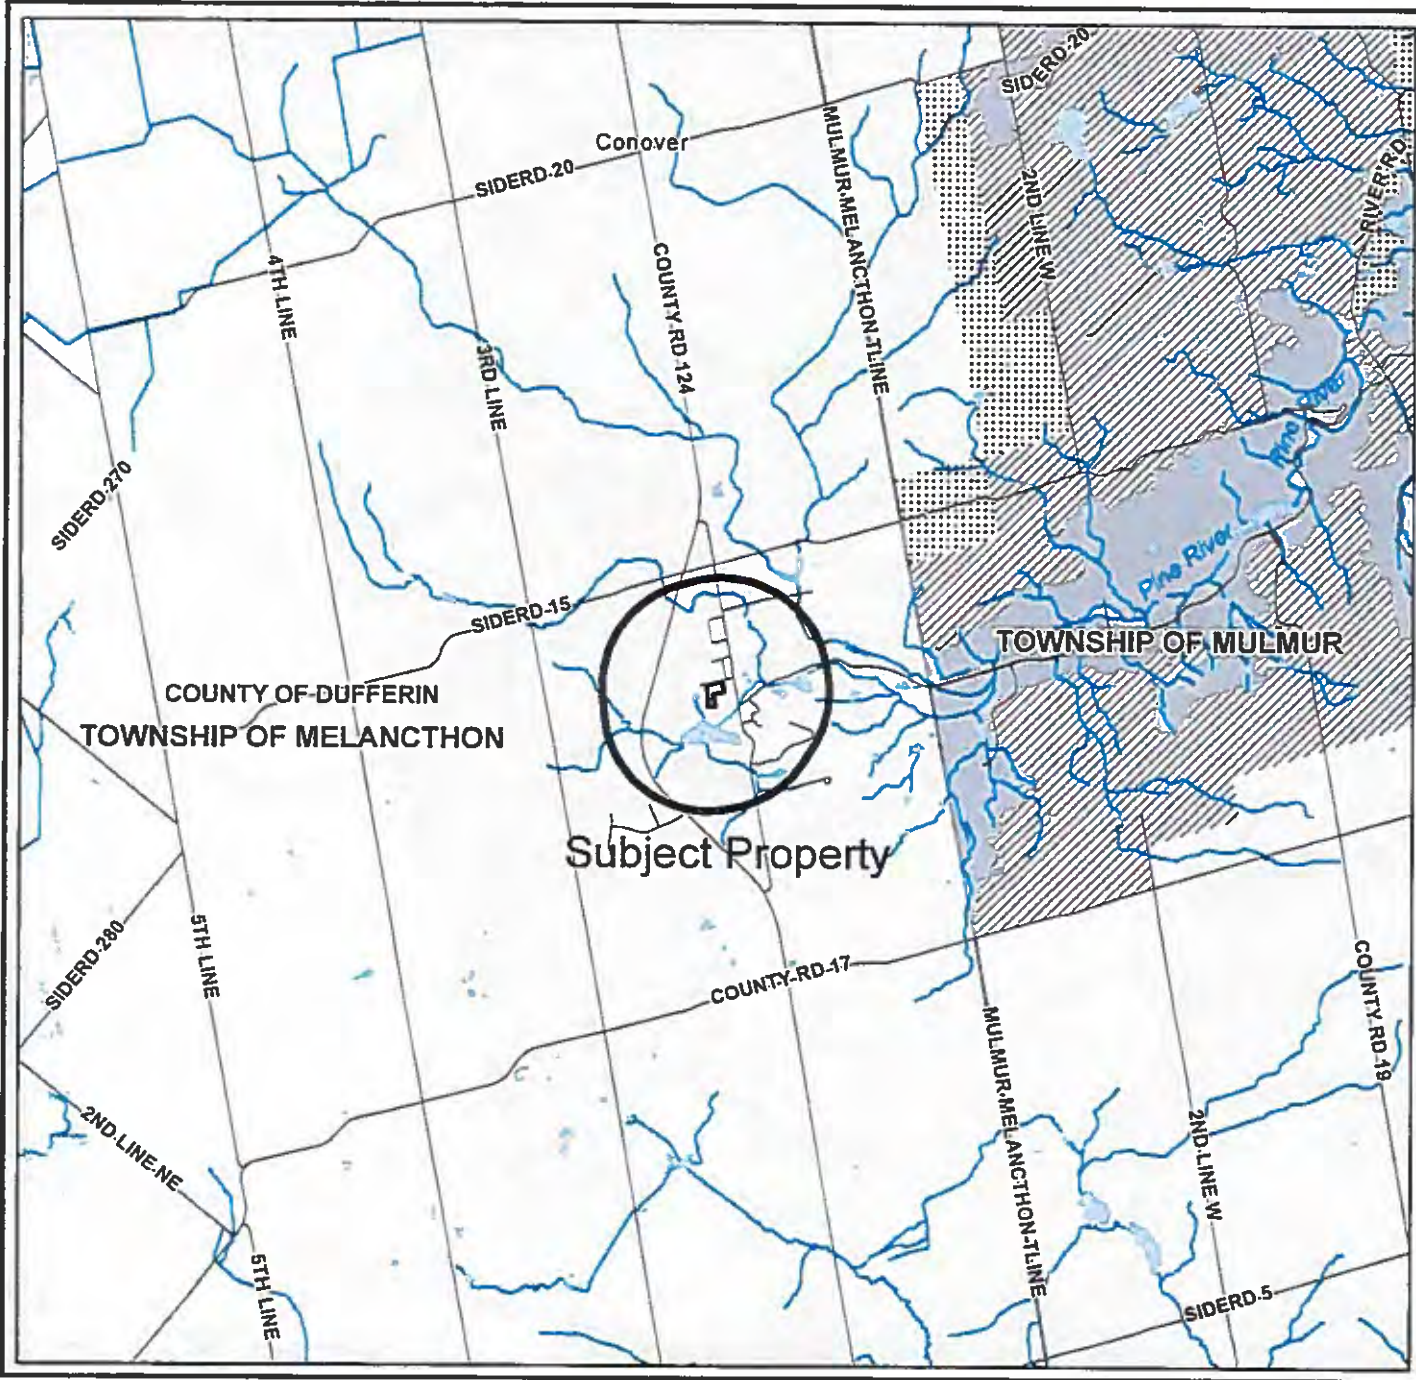 SIDERD-20
Conover
MULMUR-MELANCTHON-TLINE
2ND LINE W
RIVER RD
SIDERD-20
4TH LINE
COUNTY-RD-124
3RD LINE
Pine River
SIDERD-270
Pine River
SIDERD-15
TOWNSHIP OF MULMUR
COUNTY OF DUFFERIN
TOWNSHIP OF MELANCTHON
Subject Property
5TH LINE
SIDERD-280
COUNTY-RD-17
COUNTY-RD-19
MULMUR-MELANCTHON-TLINE
2ND-LINE-NE
2ND-LINE-W
5TH LINE
SIDERD-5